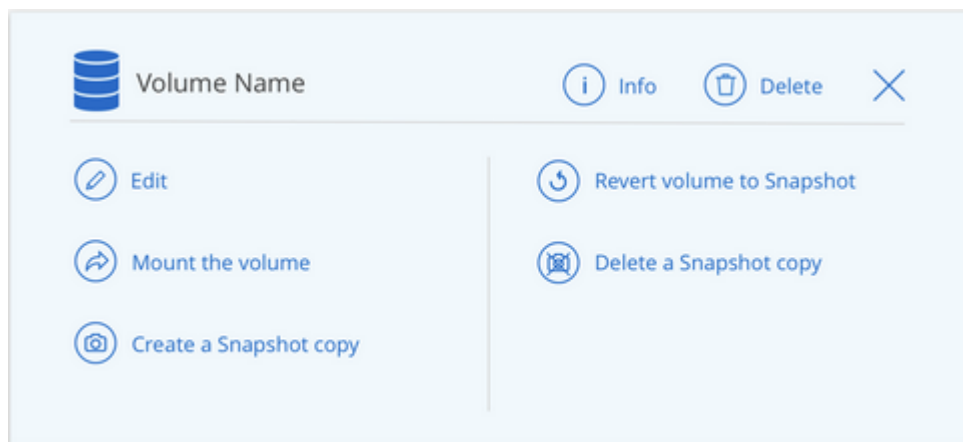 Volume Name
Info
Delete
Edit
Mount the volume
Create a Snapshot copy
Revert volume to Snapshot
Delete a Snapshot copy